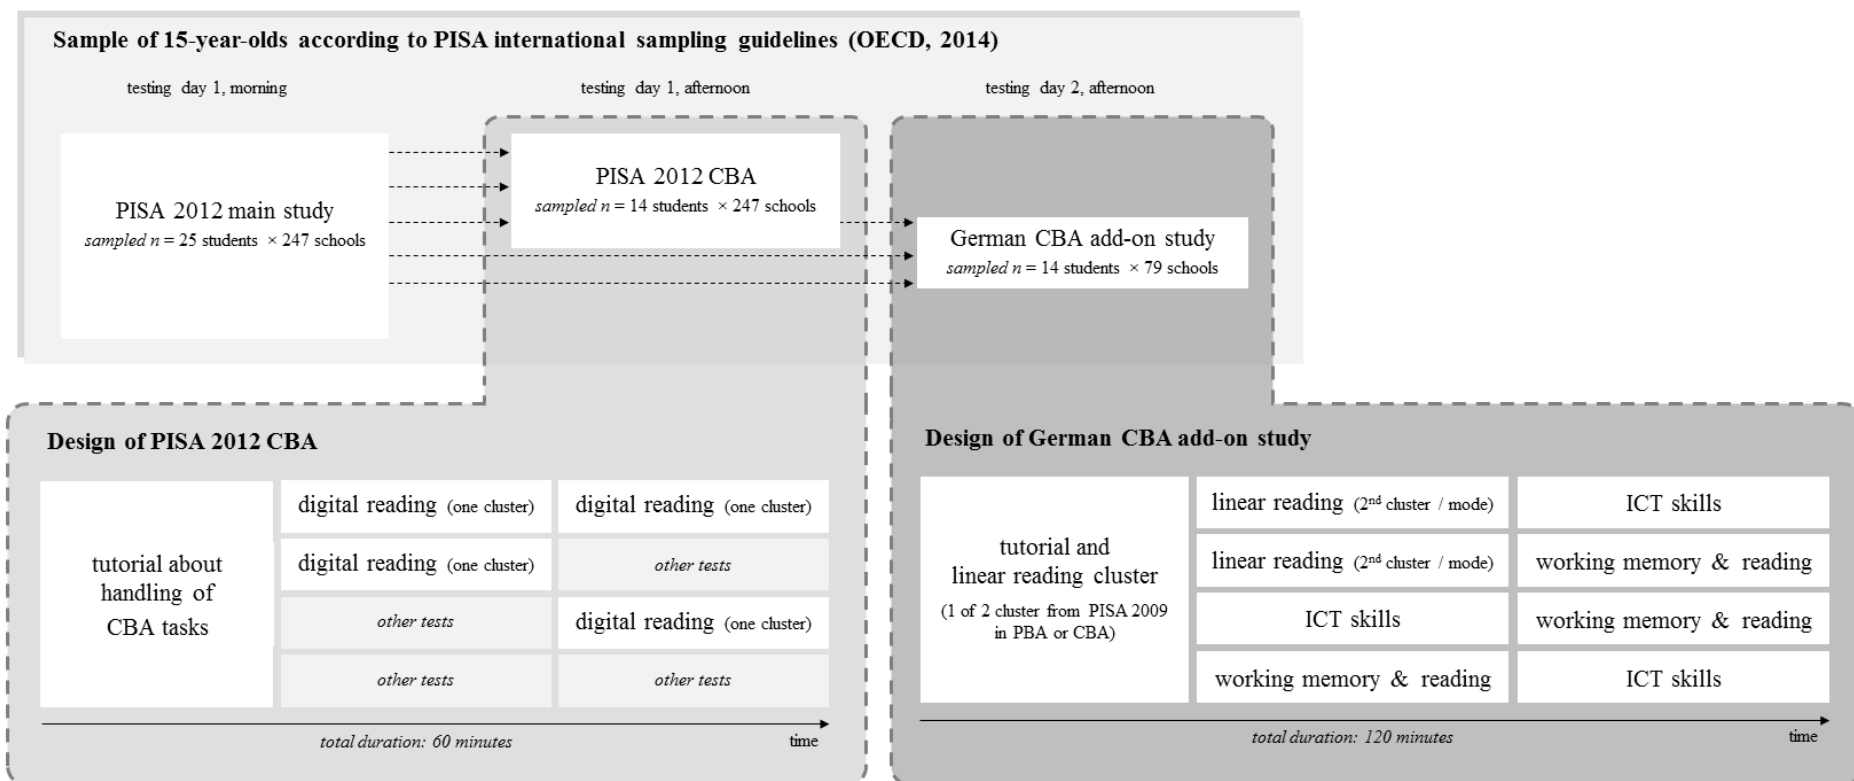 Sample of 15-year-olds according to PISA international sampling guidelines (OECD, 2014)
testing day 1, morning
testing day 1, afternoon
testing day 2, afternoon
PISA 2012 main study
sampled n = 25 students × 247 schools
PISA 2012 CBA
sampled n = 14 students × 247 schools
German CBA add-on study
sampled n = 14 students × 79 schools
Design of PISA 2012 CBA
tutorial about
handling of
CBA tasks
digital reading (one cluster)
digital reading (one cluster)
digital reading (one cluster)
other tests
other tests
digital reading (one cluster)
other tests
other tests
total duration: 60 minutes
time
Design of German CBA add-on study
tutorial and
linear reading cluster
(1 of 2 cluster from PISA 2009
in PBA or CBA)
linear reading (2nd cluster / mode)
ICT skills
linear reading (2nd cluster / mode)
working memory & reading
ICT skills
working memory & reading
working memory & reading
ICT skills
total duration: 120 minutes
time